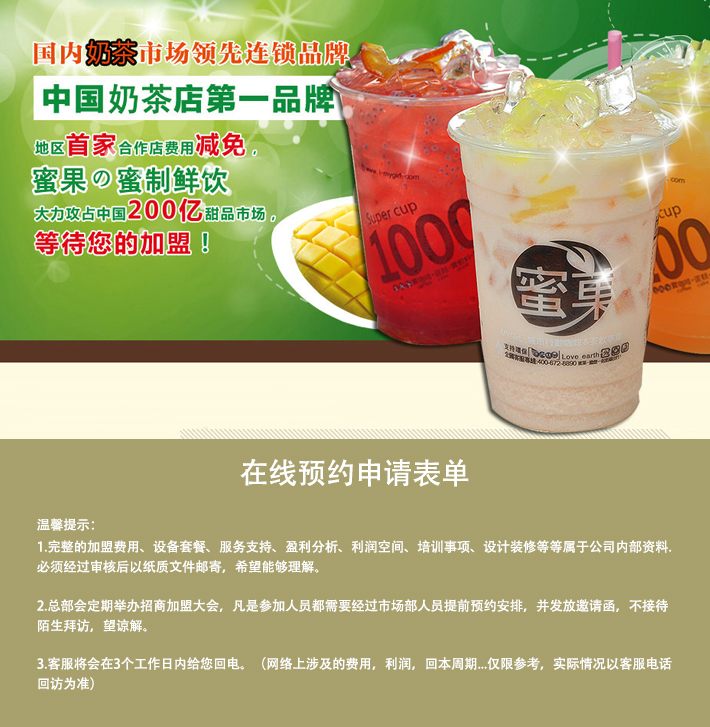 国内奶茶市场领先连锁品牌
中国奶茶店第一品牌
地区首家合作店费用减免，
蜜果の蜜制鲜饮
大力攻占中国200亿甜品市场，
等待您的加盟！
Super cup
1000
cup
00
蜜果
支持環保
Love earth
全國客服專線:400-672-8890
在线预约申请表单
温馨提示：
1.完整的加盟费用、设备套餐、服务支持、盈利分析、利润空间、培训事项、设计装修等等属于公司内部资料.
必须经过审核后以纸质文件邮寄，希望能够理解。
2.总部会定期举办招商加盟大会，凡是参加人员都需要经过市场部人员提前预约安排，并发放邀请函，不接待
陌生拜访，望谅解。
3.客服将会在3个工作日内给您回电。（网络上涉及的费用，利润，回本周期...仅限参考，实际情况以客服电话
回访为准）